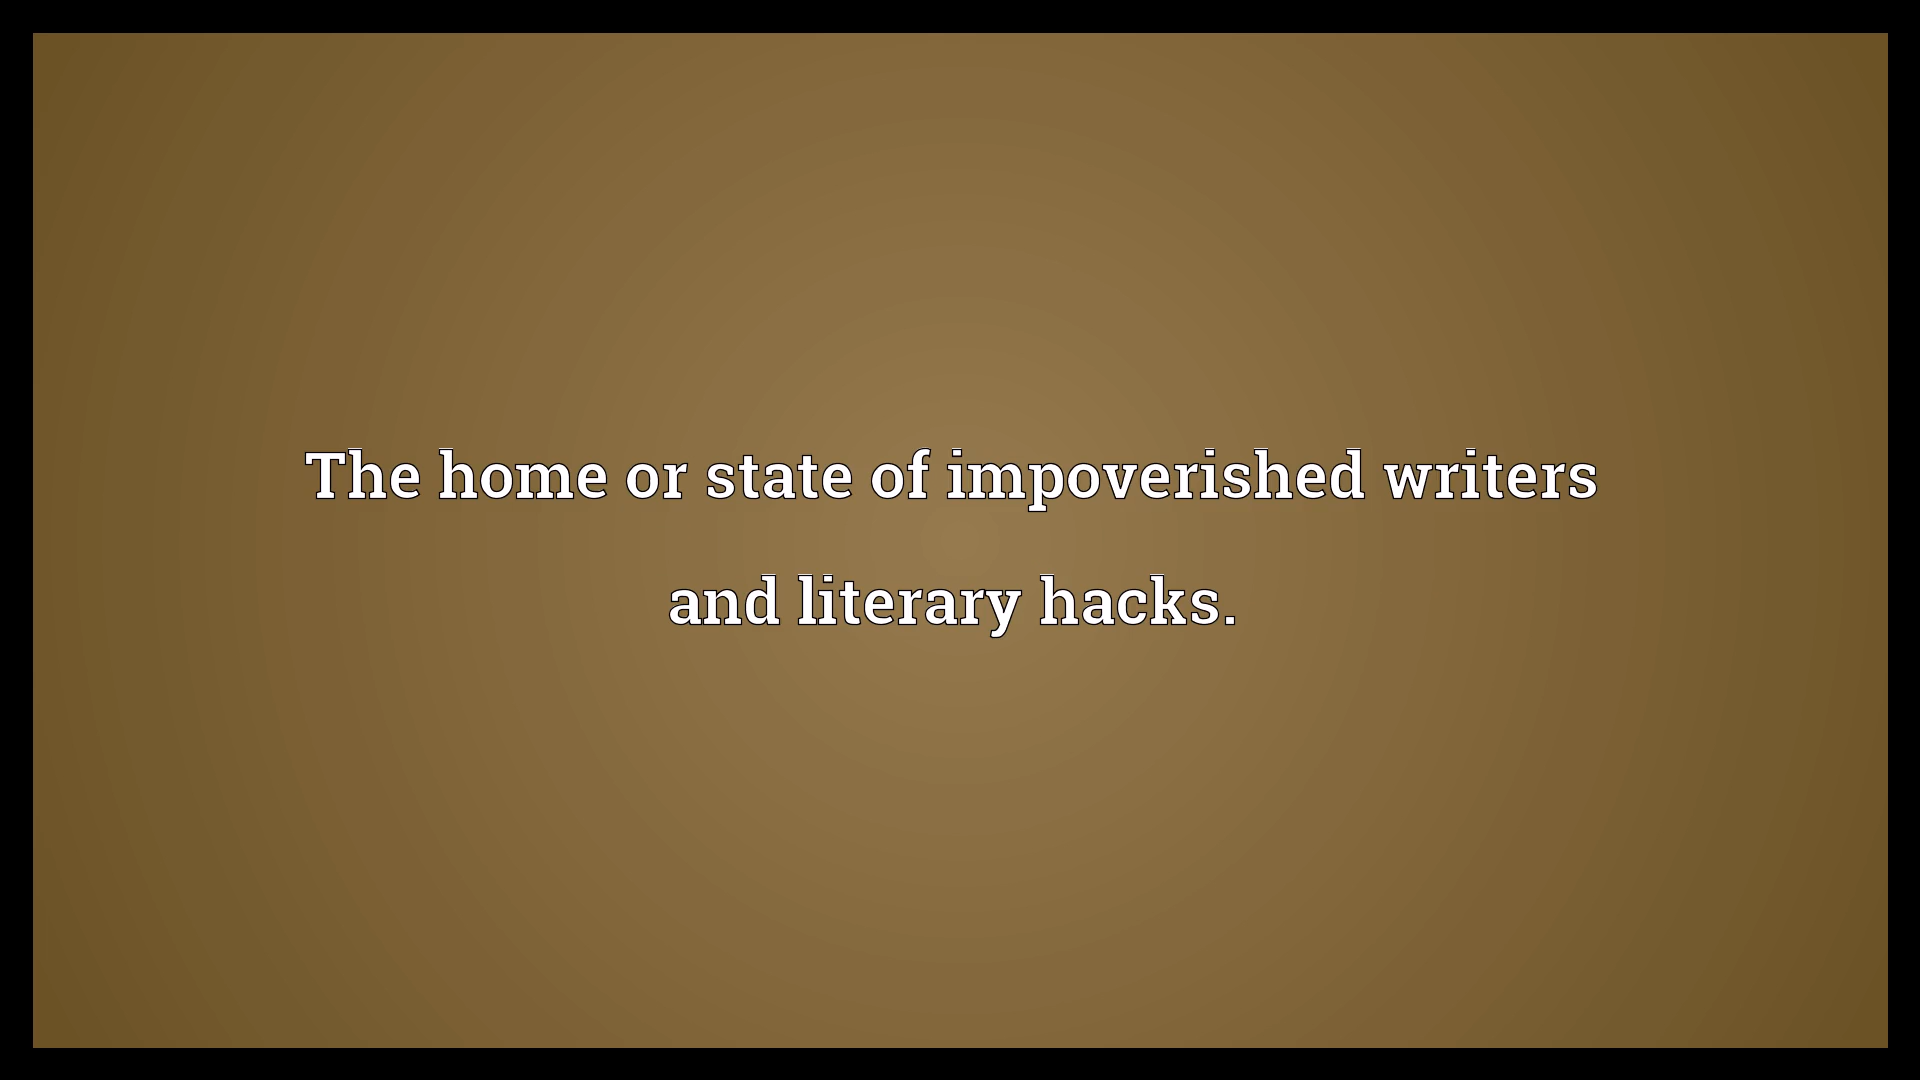 The home or state of impoverished writers
and literary hacks.